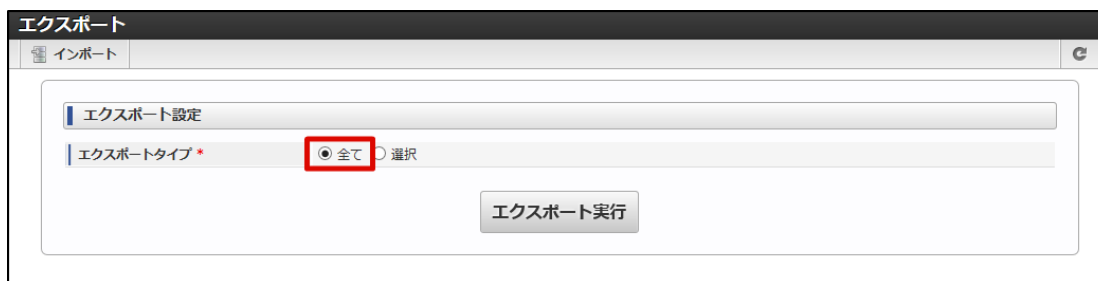 エクスポート
インポート
エクスポート設定
エクスポートタイプ * 全て 選択
エクスポート実行